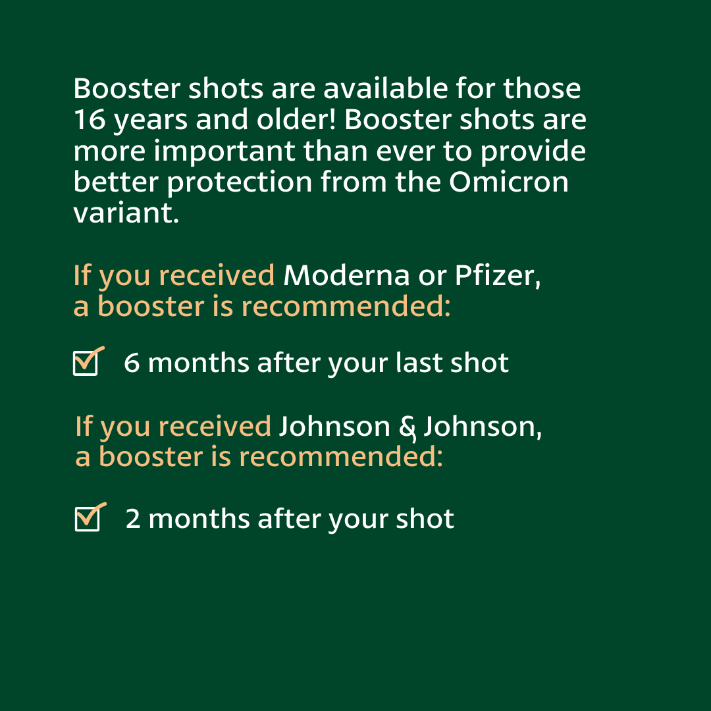 Booster shots are available for those
16 years and older! Booster shots are
more important than ever to provide
better protection from the Omicron
variant.
If you received Moderna or Pfizer,
a booster is recommended:
6 months after your last shot
If you received Johnson & Johnson,
a booster is recommended:
2 months after your shot